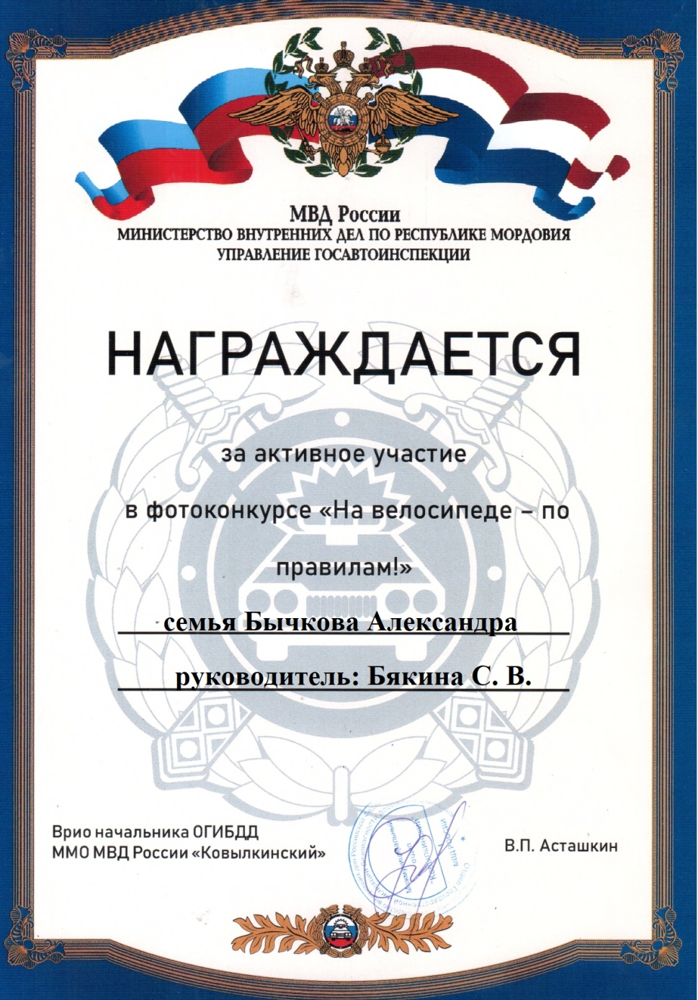 МВД России
МИНИСТЕРСТВО ВНУТРЕННИХ ДЕЛ ПО РЕСПУБЛИКЕ МОРДОВИЯ
УПРАВЛЕНИЕ ГОСАВТОИНСПЕКЦИИ
НАГРАЖДАЕТСЯ
за активное участие
в фотоконкурсе «На велосипеде – по
правилам!»
семья Бычкова Александра
руководитель: Бякина С. В.
Врио начальника ОГИБДД
ММО МВД России «Ковылкинский»
В.П. Асташкин